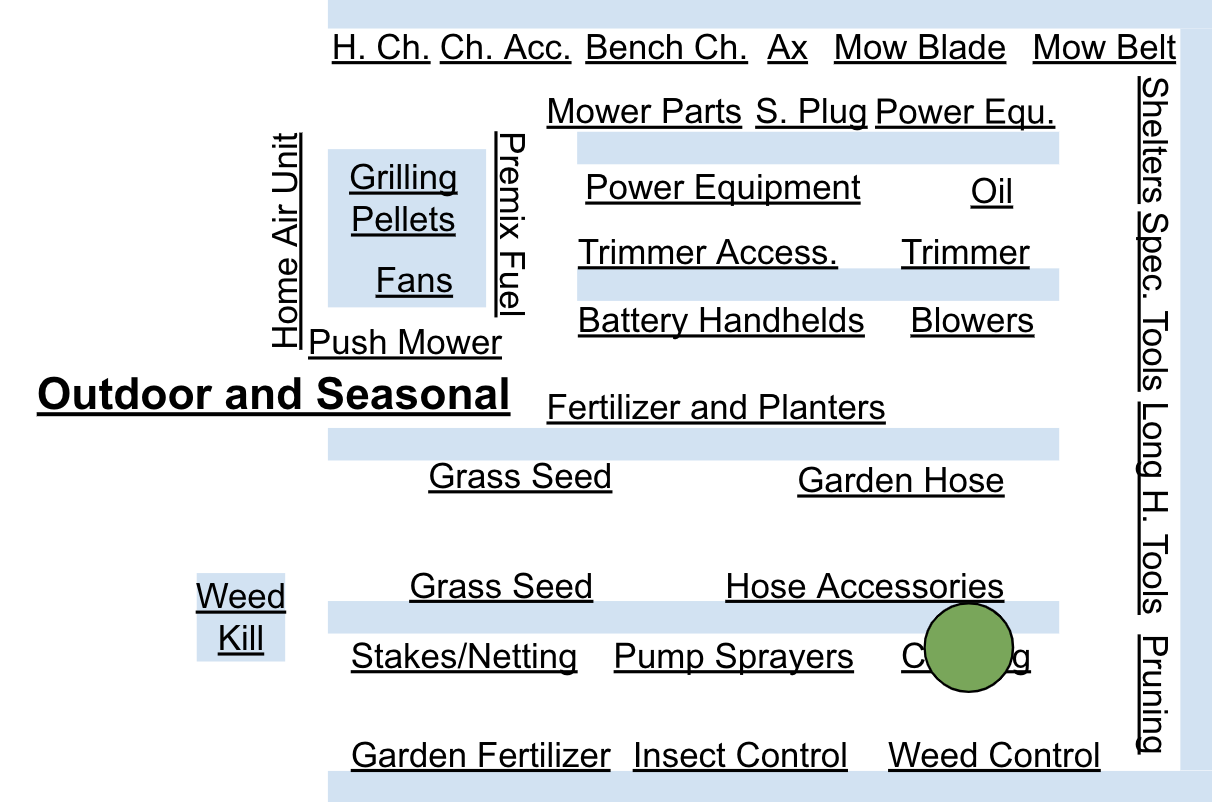 H. Ch. Ch. Acc. Bench Ch. Ax Mow Blade Mow Belt
Mower Parts S. Plug Power Equ.
Shelters Spec. Tools Long H. Tools Pruning
Home Air Unit
Grilling
Pellets
Fans
Premix Fuel
Power Equipment Oil
Trimmer Access. Trimmer
Battery Handhelds Blowers
Push Mower
Outdoor and Seasonal
Fertilizer and Planters
Grass Seed Garden Hose
Grass Seed Hose Accessories
Weed
Kill
Stakes/Netting Pump Sprayers
Garden Fertilizer Insect Control Weed Control